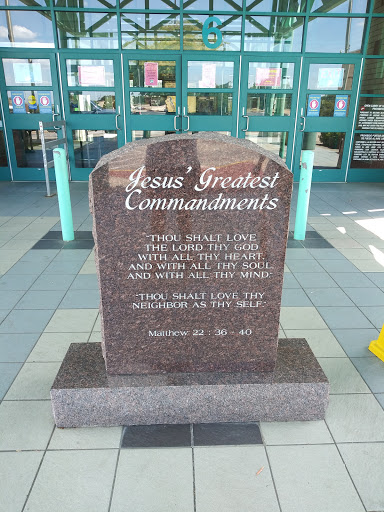 6
Jesus' Greatest
Commandments
"THOU SHALT LOVE
THE LORD THY GOD
WITH ALL THY HEART,
AND WITH ALL THY SOUL,
AND WITH ALL THY MIND."
"THOU SHALT LOVE THY
NEIGHBOR AS THY SELF."
Matthew 22 : 36 - 40